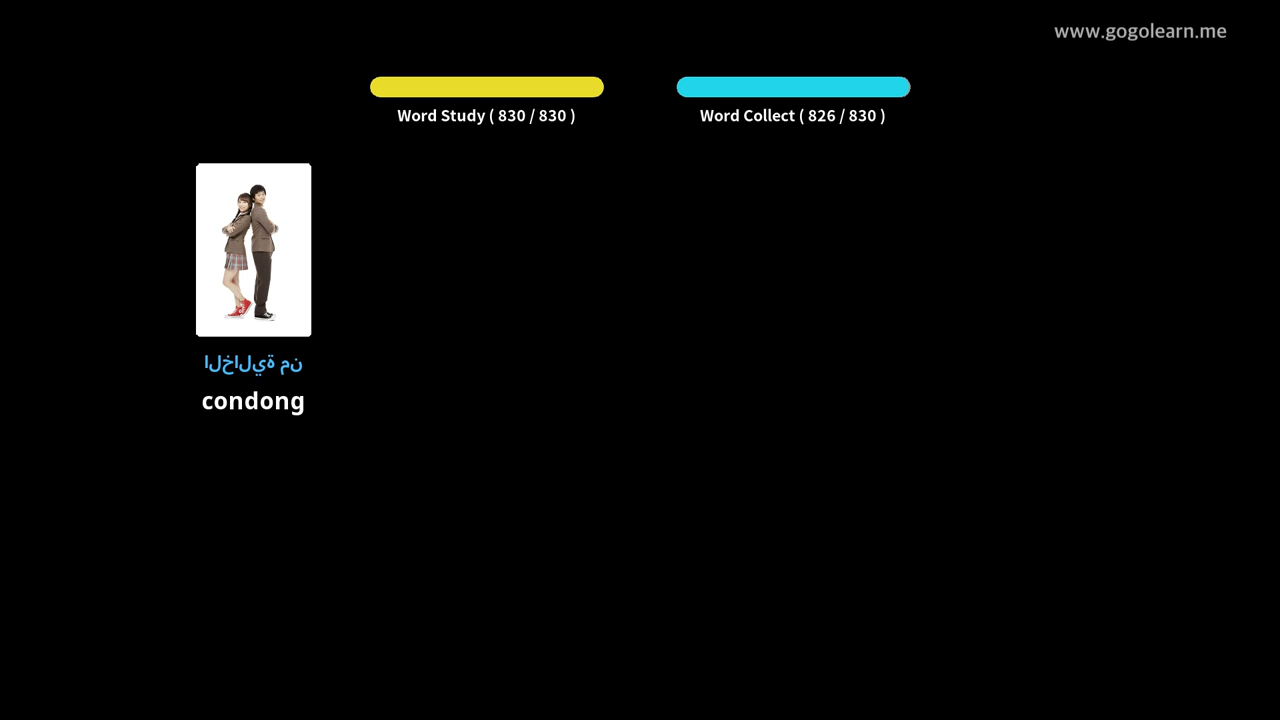 www.gogolearn.me
Word Study ( 830 / 830 )
Word Collect ( 826 / 830 )
الخالية من
condong